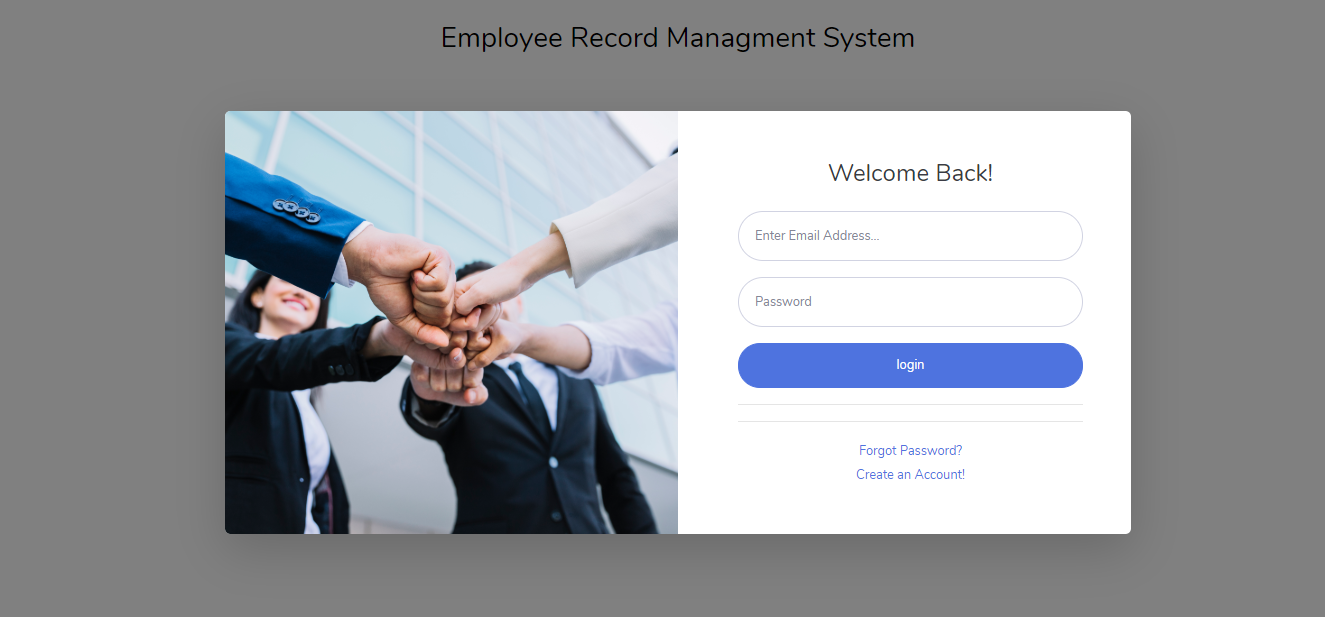 Employee Record Managment System
Welcome Back!
Enter Email Address...
Password
login
Forgot Password?
Create an Account!